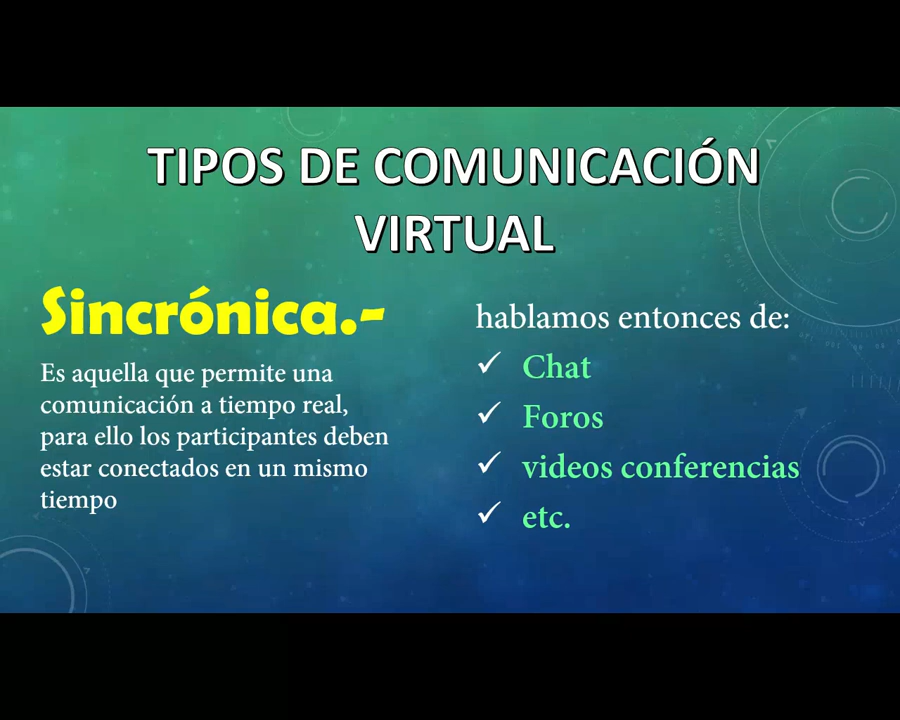 TIPOS DE COMUNICACIÓN
VIRTUAL
Sincrónica.-
Es aquella que permite una
comunicación a tiempo real,
para ello los participantes deben
estar conectados en un mismo
tiempo
hablamos entonces de:
✓ Chat
✓ Foros
✓ videos conferencias
✓ etc.